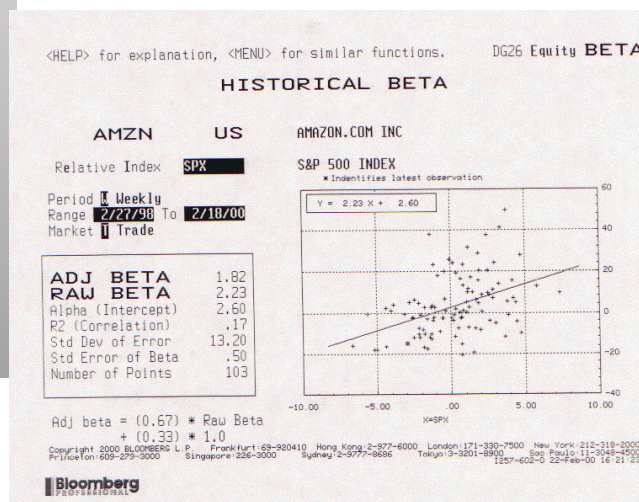 <HELP> for explanation, <MENU> for similar functions. DG26 Equity BETA
HISTORICAL BETA
AMZN US AMAZON.COM INC
Relative Index SPX S&P 500 INDEX
* Indentifies latest observation
Period W Weekly
Range 2/27/98 To 2/18/00
Market T Trade
Y = 2.23 X + 2.60
ADJ BETA 1.82
RAW BETA 2.23
Alpha (Intercept) 2.60
R2 (Correlation) .17
Std Dev of Error 13.20
Std Error of Beta .50
Number of Points 103
60
40
20
0
-20
-40
-10.00 -5.00 .00 5.00 10.00
X=SPX
Adj beta = (0.67) * Raw Beta
+ (0.33) * 1.0
Copyright 2000 BLOOMBERG L.P. Frankfurt:69-920410 Hong Kong:2-977-6000 London:171-330-7500 New York:212-318-2000
Princeton:609-279-3000 Singapore:226-3000 Sydney:2-9777-8686 Tokyo:3-3201-8900 Sao Paulo:11-3048-4500
I257-602-0 22-Feb-00 16:21:23
Bloomberg
PROFESSIONAL